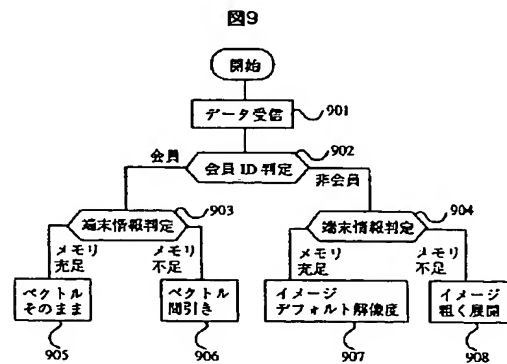 図9
開始
データ受信
901
会員ID判定
902
会員
非会員
端末情報判定
903
端末情報判定
904
メモリ
充足
メモリ
不足
メモリ
充足
メモリ
不足
ベクトル
そのまま
ベクトル
間引き
イメージ
デフォルト解像度
イメージ
粗く展開
905
906
907
908